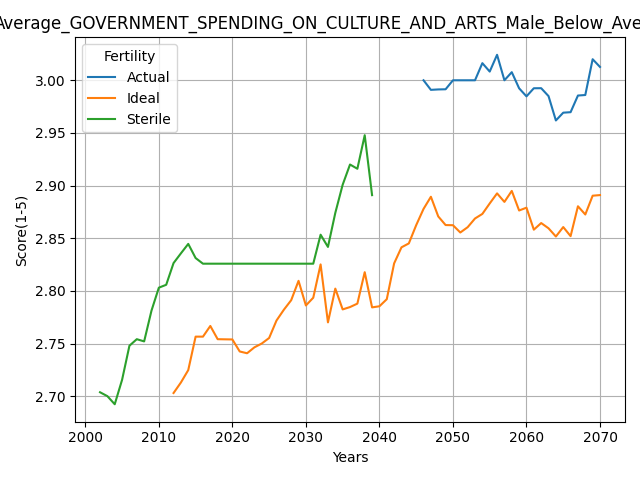 Average_GOVERNMENT_SPENDING_ON_CULTURE_AND_ARTS_Male_Below_Ave
Fertility
Actual
Ideal
Sterile
Score(1-5)
3.00
2.95
2.90
2.85
2.80
2.75
2.70
2000 2010 2020 2030 2040 2050 2060 2070
Years